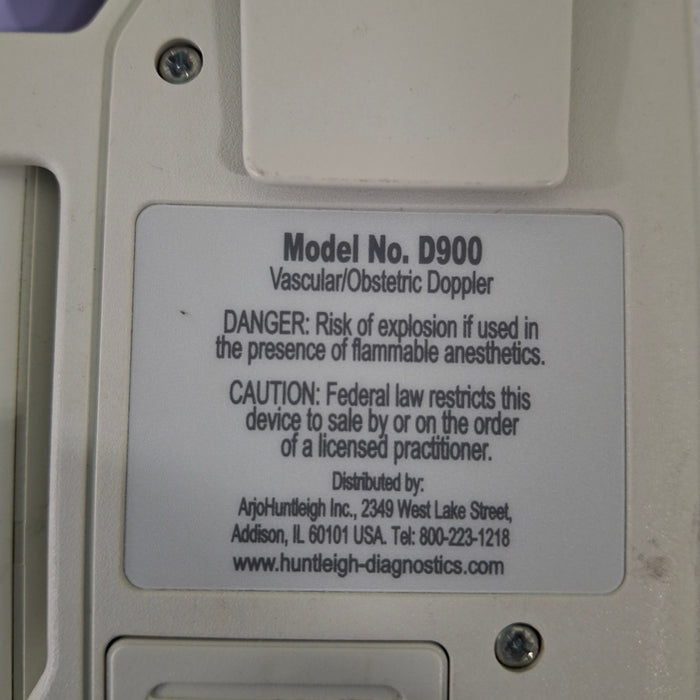 Model No. D900
Vascular/Obstetric Doppler
DANGER: Risk of explosion if used in
the presence of flammable anesthetics.
CAUTION: Federal law restricts this
device to sale by or on the order
of a licensed practitioner.
Distributed by:
ArjoHuntleigh Inc., 2349 West Lake Street,
Addison, IL 60101 USA. Tel: 800-223-1218
www.huntleigh-diagnostics.com